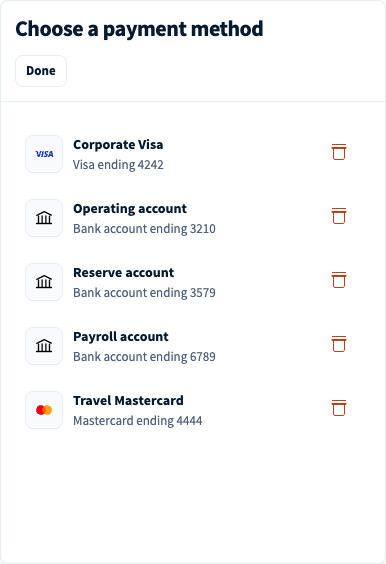 Choose a payment method
Done
VISA
Corporate Visa
Visa ending 4242
Operating account
Bank account ending 3210
Reserve account
Bank account ending 3579
Payroll account
Bank account ending 6789
Travel Mastercard
Mastercard ending 4444